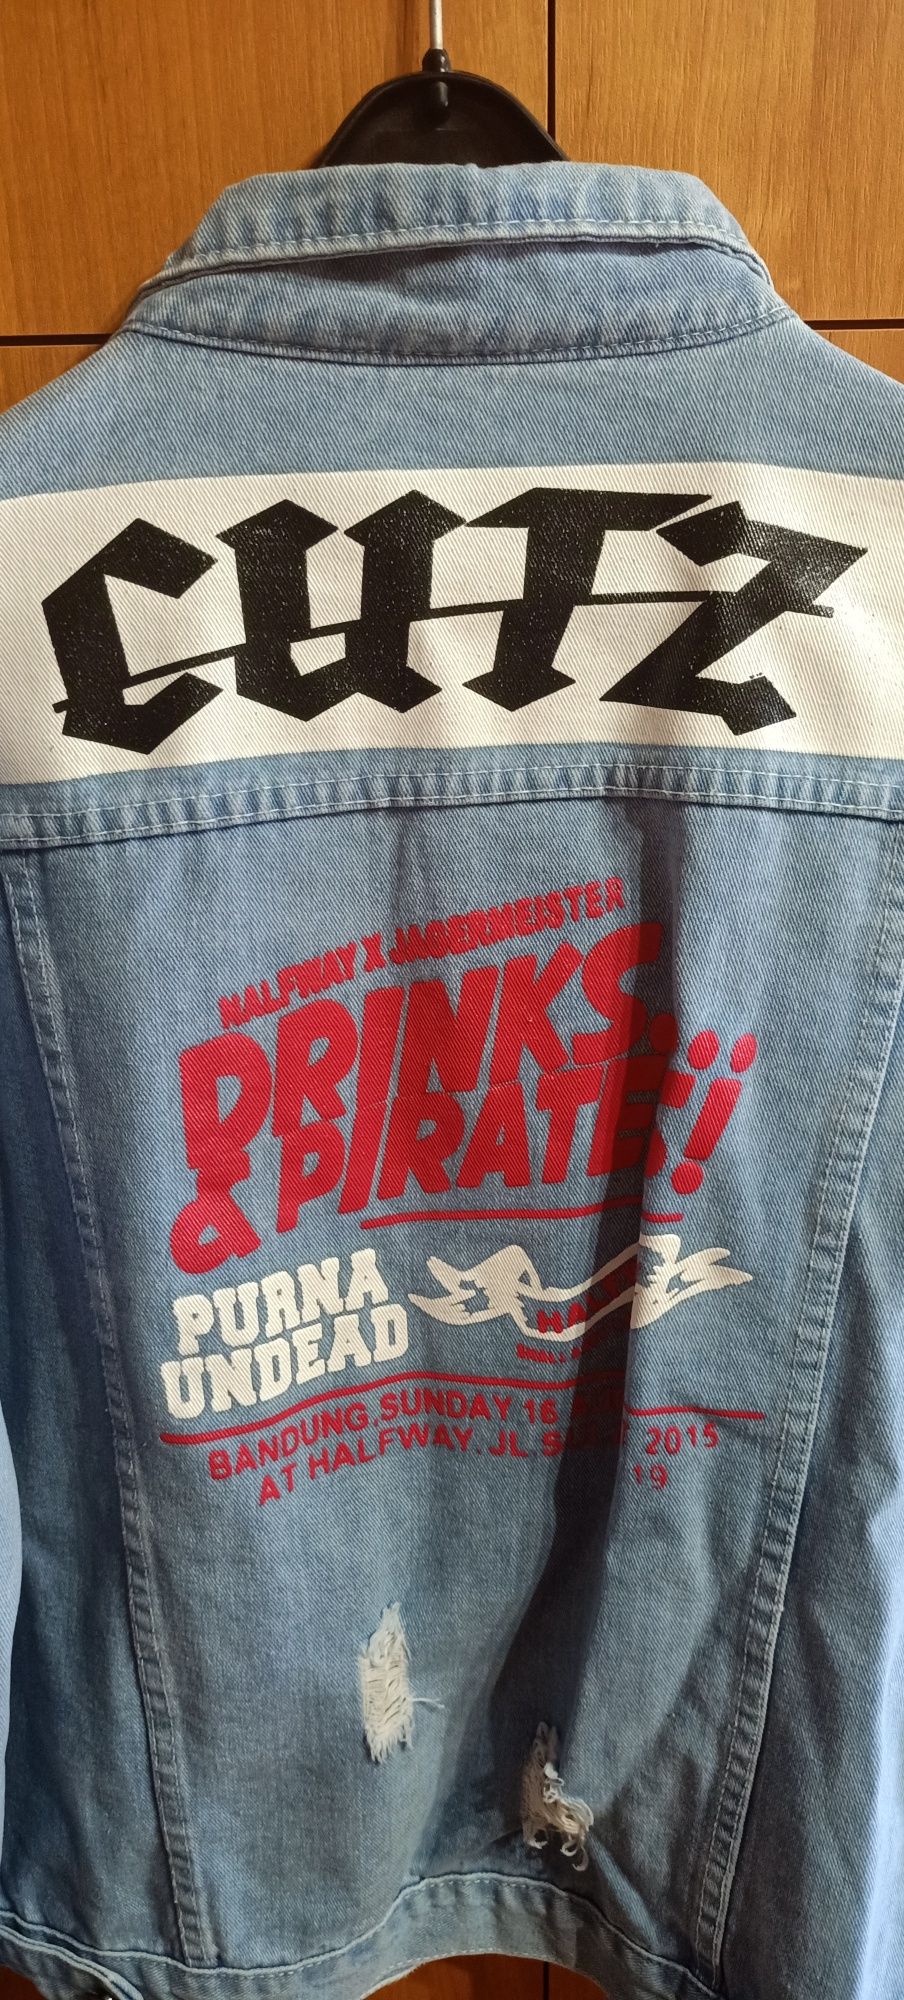 CUTZ
HALFWAY X JAGERMEISTER
DRINKS,
& PIRATES!!
PURNA
UNDEAD
BANDUNG, SUNDAY 16
2015
AT HALFWAY. JL.
19